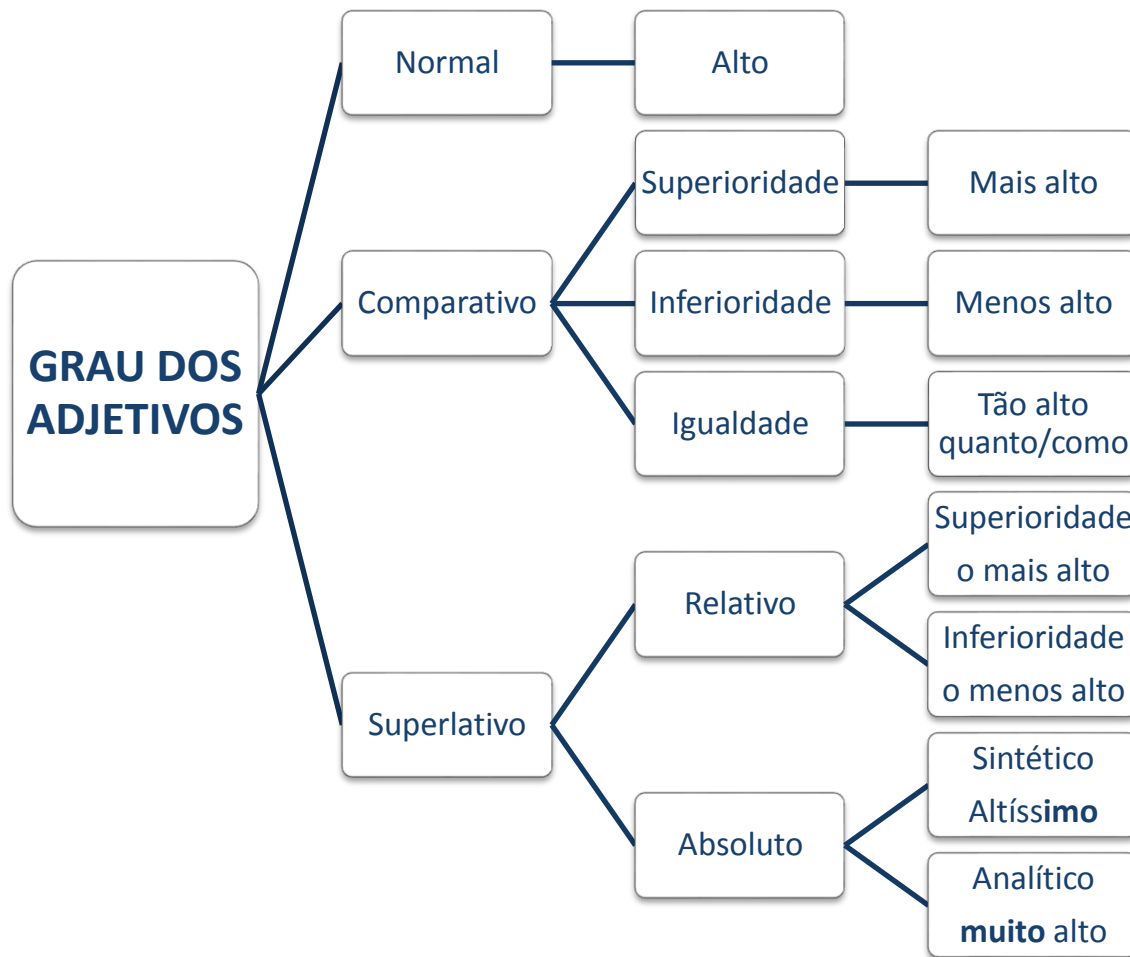 GRAU DOS
ADJETIVOS
Normal
Alto
Comparativo
Superioridade
Mais alto
Inferioridade
Menos alto
Igualdade
Tão alto
quanto/como
Superlativo
Relativo
Superioridade
o mais alto
Inferioridade
o menos alto
Absoluto
Sintético
Altíssimo
Analítico
muito alto